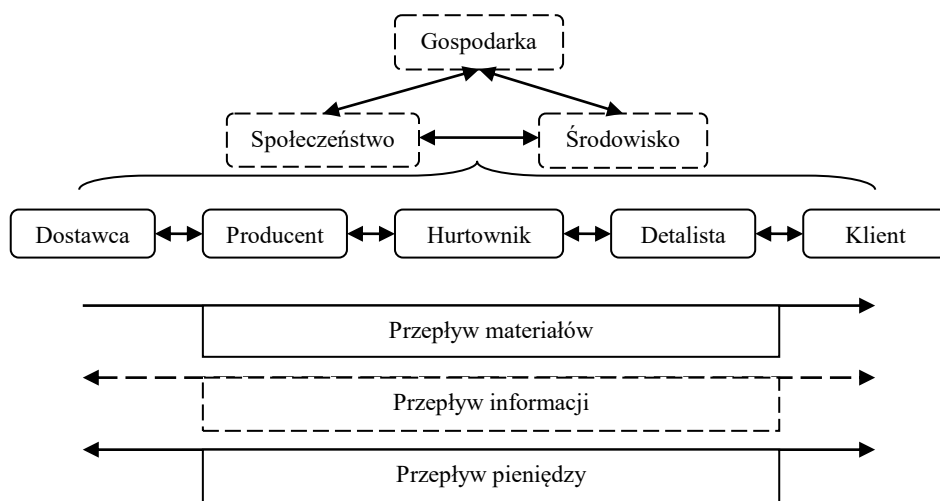 Gospodarka
Społeczeństwo
Środowisko
Dostawca
Producent
Hurtownik
Detalista
Klient
Przepływ materiałów
Przepływ informacji
Przepływ pieniędzy